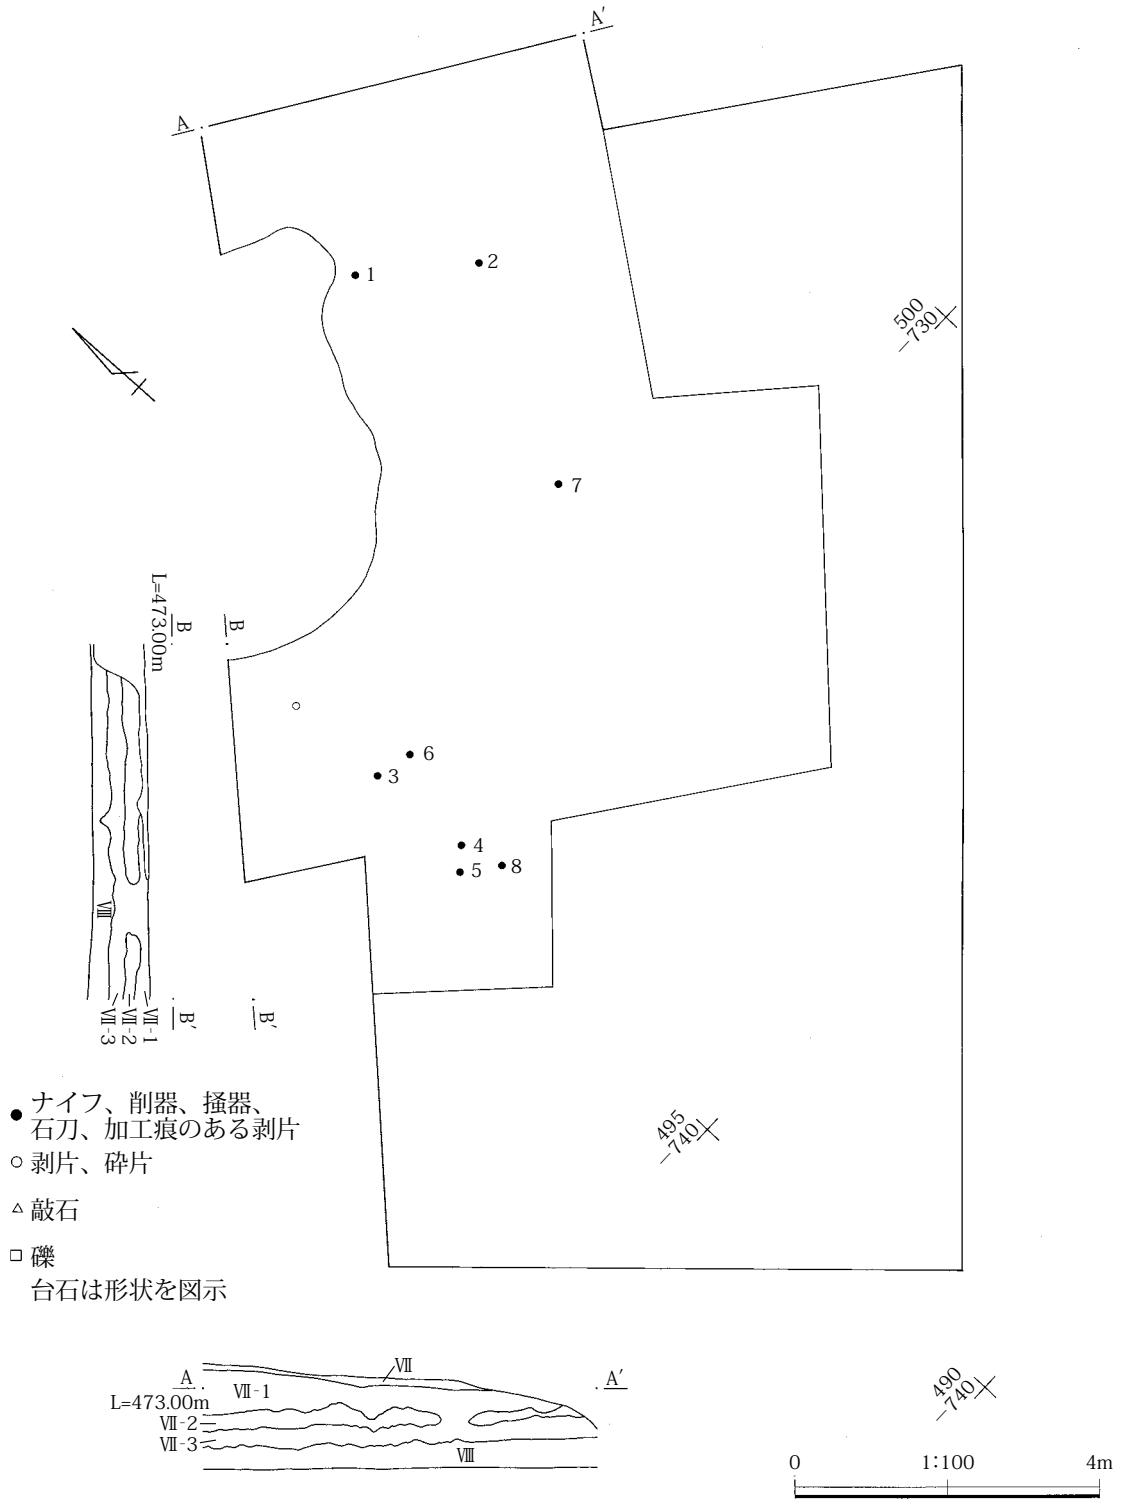 A′
A
1
2
500
−730
7
L=473.00m
B
B
6
3
4
5
8
Ⅷ
Ⅶ-3
Ⅶ-2
Ⅶ-1
B′
B′
495
−740
● ナイフ、削器、掻器、
石刀、加工痕のある剥片
○ 剥片、砕片
△ 敲石
□ 礫
台石は形状を図示
A
L=473.00m
Ⅶ
Ⅶ-1
Ⅶ-2
Ⅶ-3
Ⅷ
A′
490
−740
0 1:100 4m